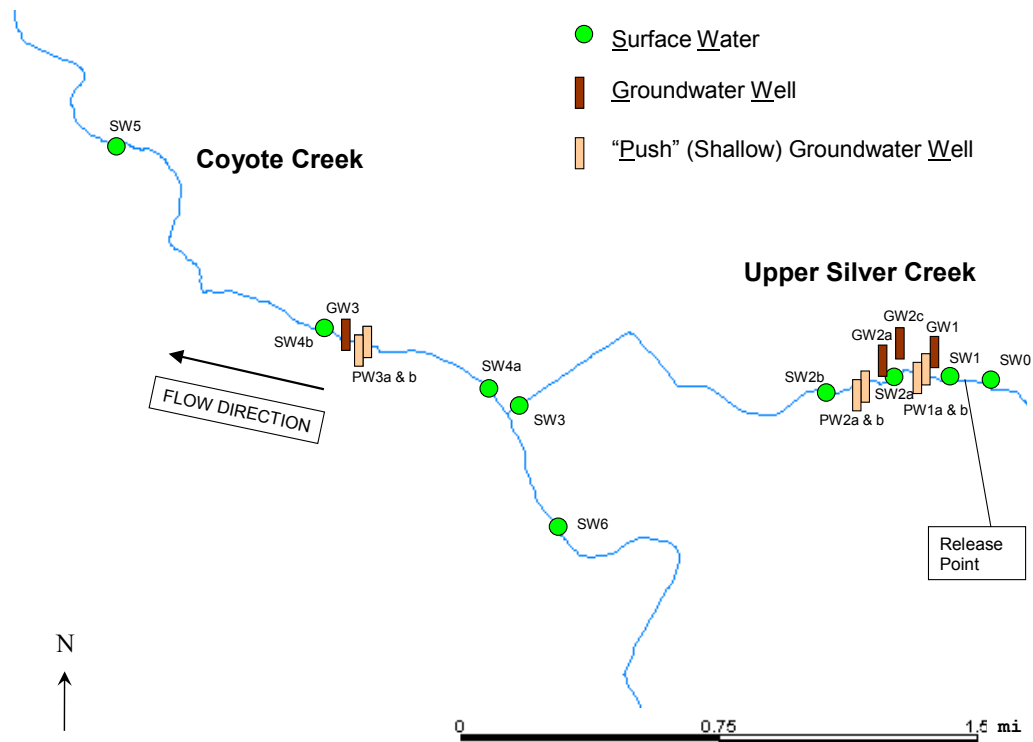 Surface Water
Groundwater Well
"Push" (Shallow) Groundwater Well
SW5
Coyote Creek
Upper Silver Creek
GW3
SW4b
PW3a & b
FLOW DIRECTION
SW4a
SW3
SW6
GW2c
GW2a
GW1
SW1
SW0
SW2b
SW2a
PW1a & b
PW2a & b
Release
Point
N
0
0.75
1.5 mi